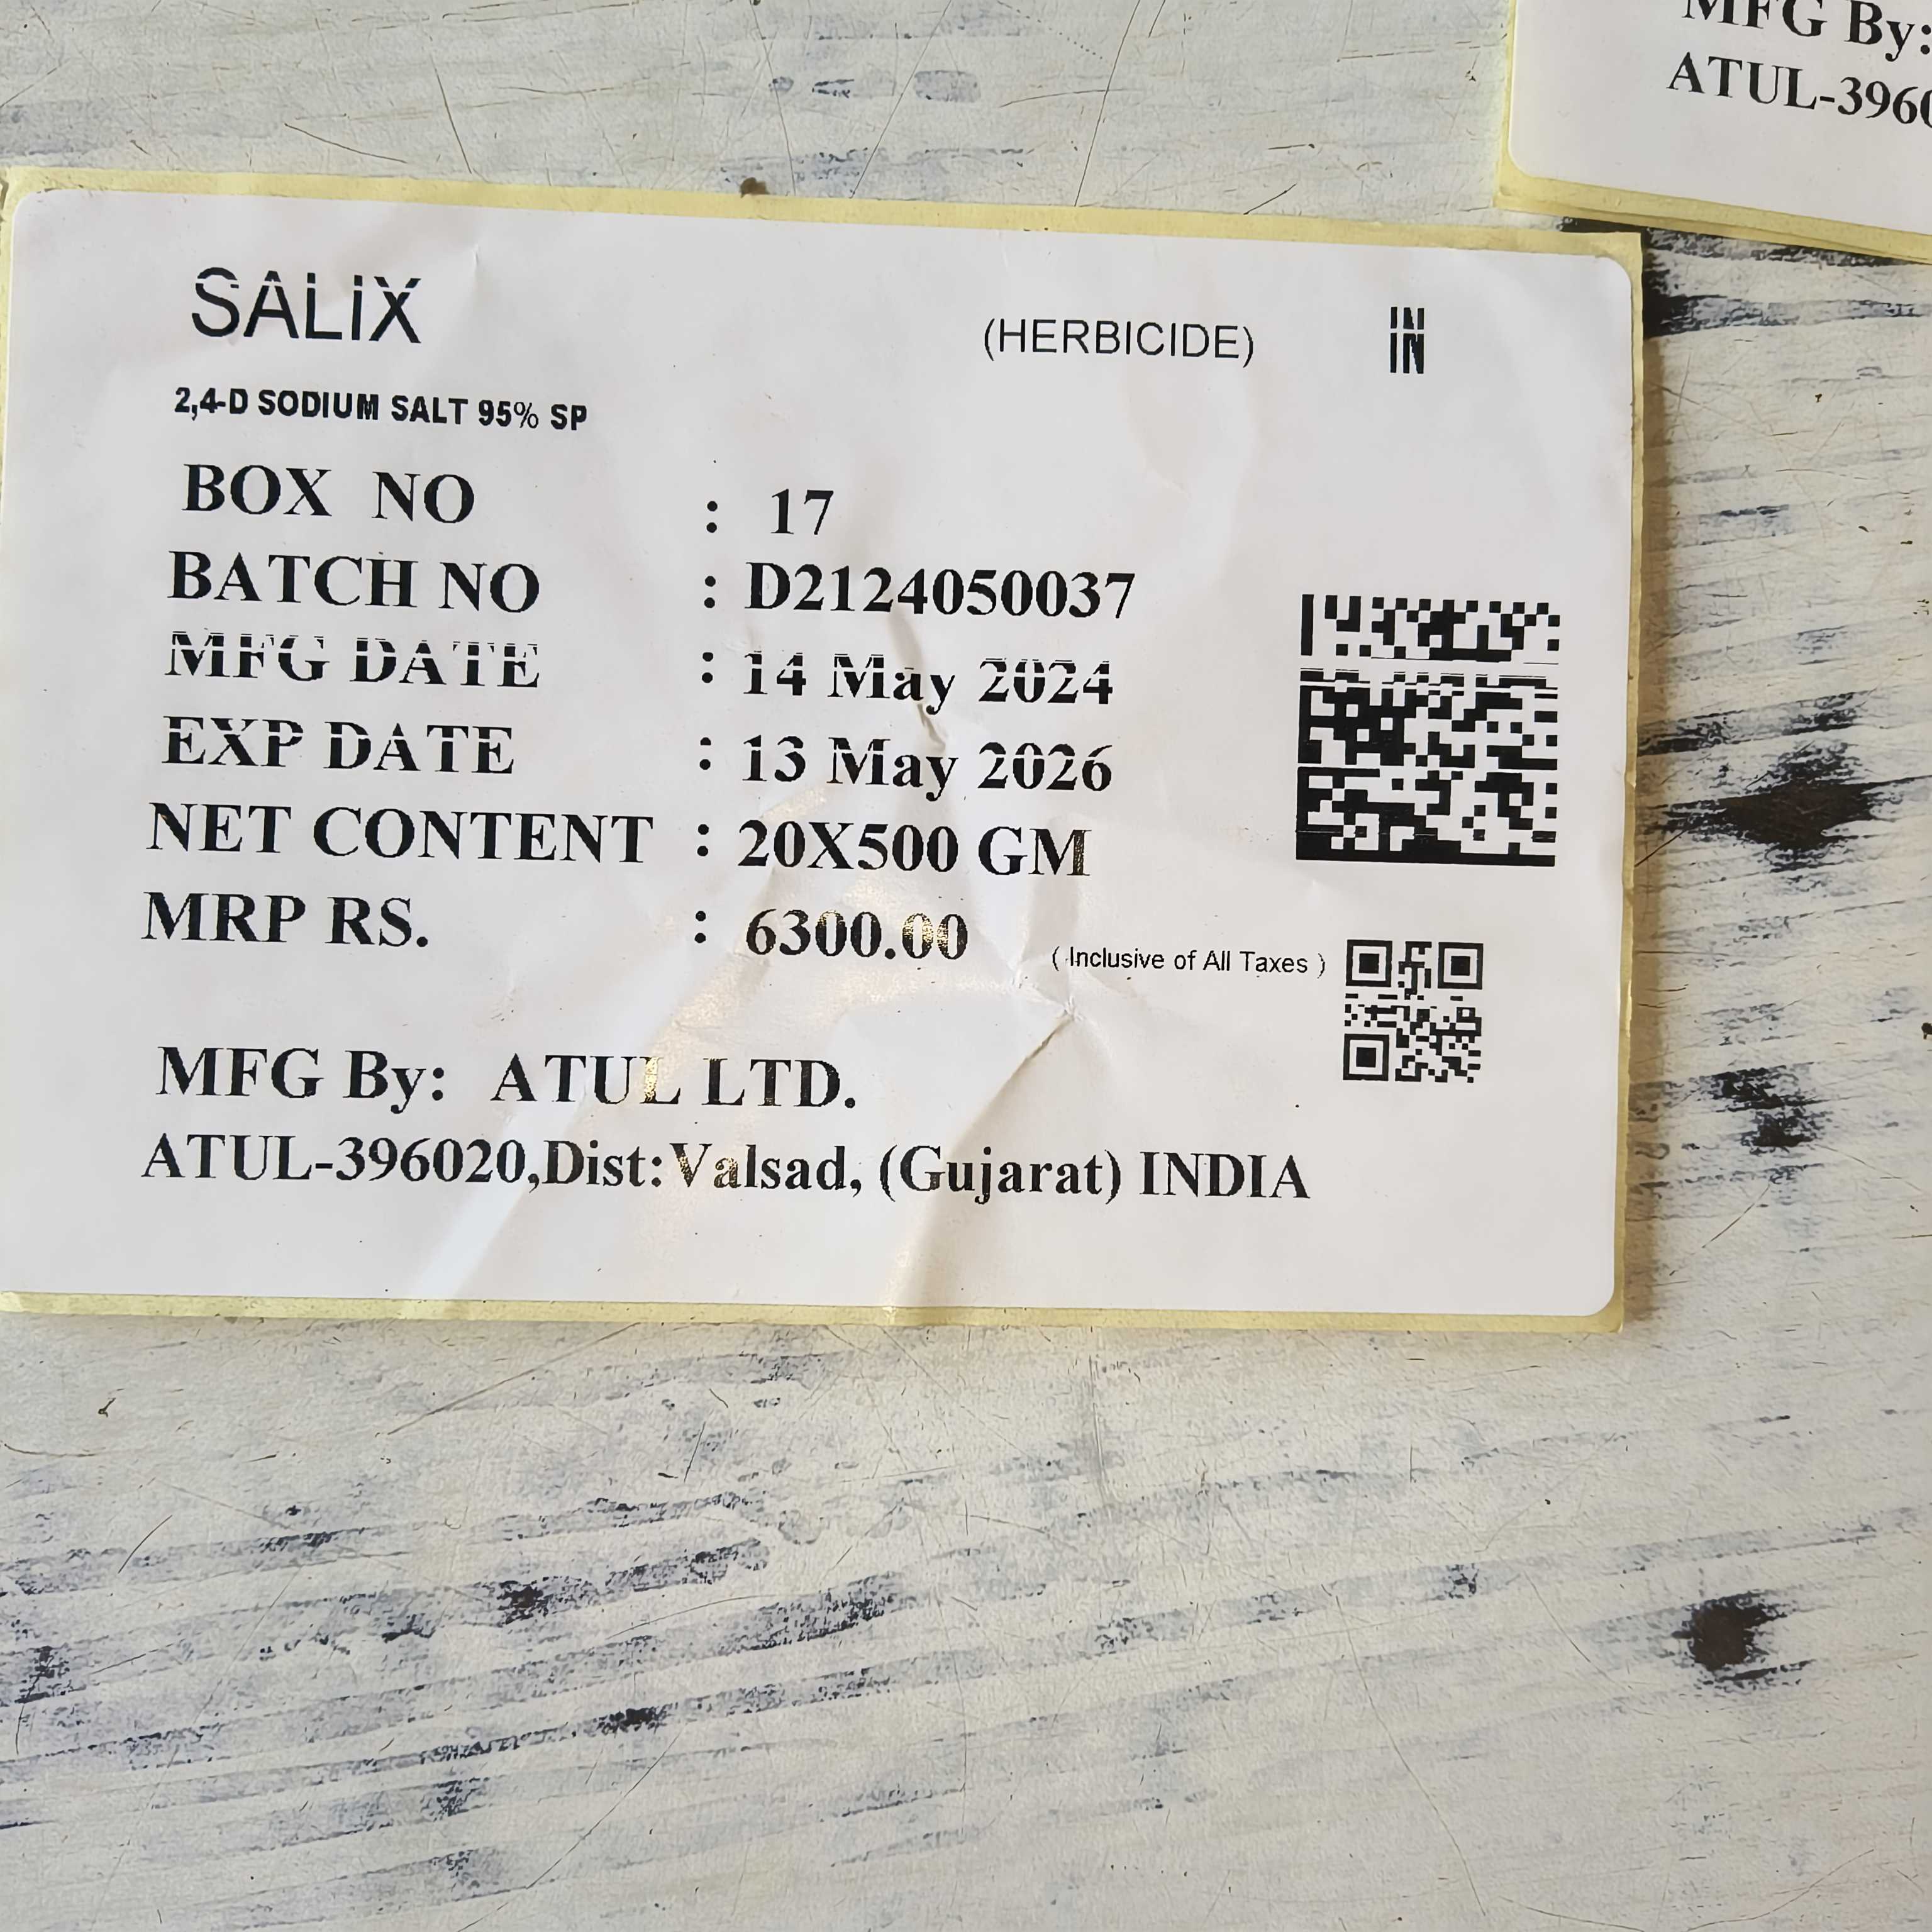 MFG By:
ATUL-3960
SALiX
(HERBICIDE)
IN
2,4-D SODIUM SALT 95% SP
BOX NO : 17
BATCH NO : D2124050037
MFG DATE : 14 May 2024
EXP DATE : 13 May 2026
NET CONTENT : 20X500 GM
MRP RS. : 6300.00 ( Inclusive of All Taxes )
MFG By: ATUL LTD.
ATUL-396020,Dist:Valsad, (Gujarat) INDIA